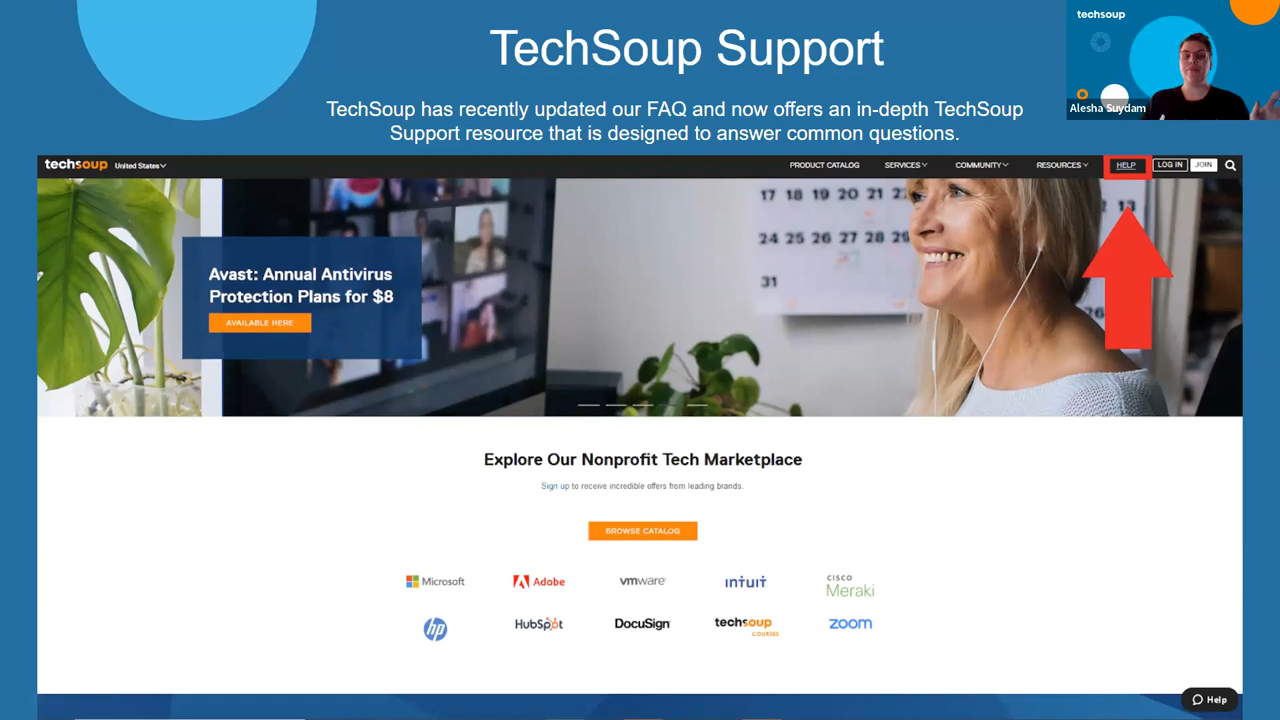 TechSoup Support
techsoup
Alesha Suydam
TechSoup has recently updated our FAQ and now offers an in-depth TechSoup
Support resource that is designed to answer common questions.
techsoup United States
PRODUCT CATALOG SERVICES COMMUNITY RESOURCES HELP LOG IN JOIN
17 18 19 20 21 22 13
24 25 26 27 28 29
31 26
Avast: Annual Antivirus
Protection Plans for $8
AVAILABLE HERE
Explore Our Nonprofit Tech Marketplace
Sign up to receive incredible offers from leading brands.
BROWSE CATALOG
Microsoft Adobe vmware intuit CISCO
Meraki
hp HubSpot DocuSign techsoup zoom
COURSES
Help